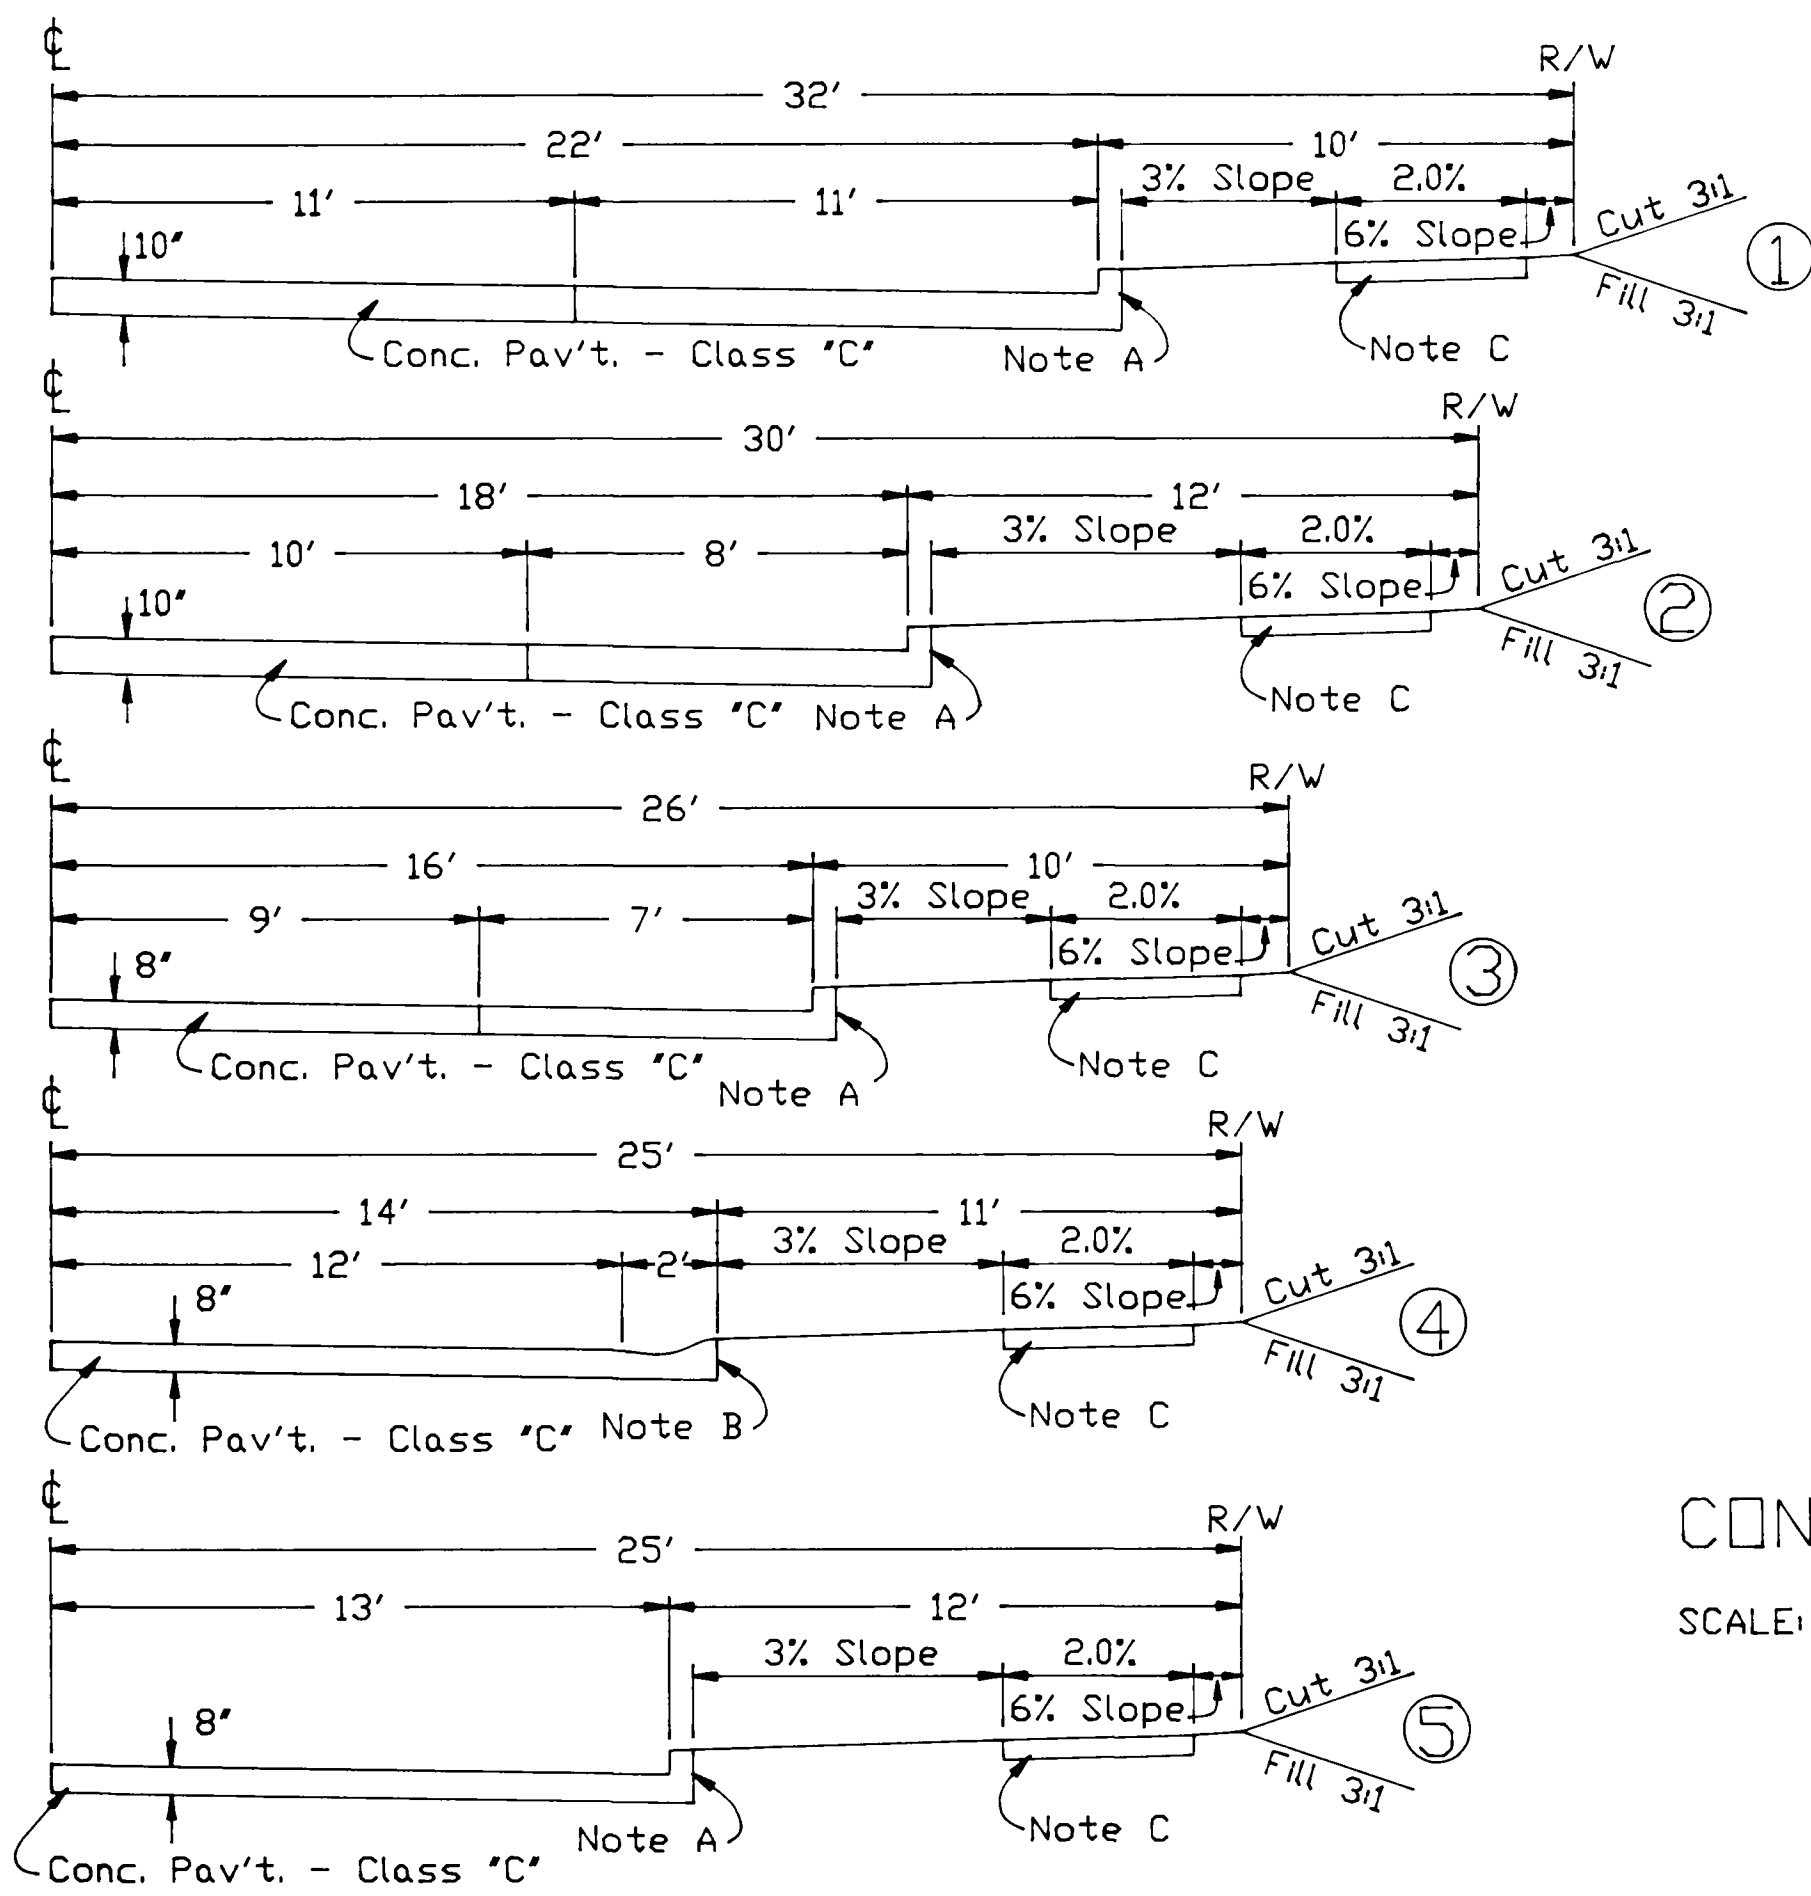 ℄
R/W
32'
22' 10'
3% Slope 2.0%
11' 11'
6% Slope
Cut 3:1
10"
1
Fill 3:1
Conc. Pav't. - Class "C" Note A Note C
℄
R/W
30'
18' 12'
3% Slope 2.0%
10' 8'
6% Slope
Cut 3:1
10"
2
Fill 3:1
Conc. Pav't. - Class "C" Note A Note C
℄
R/W
26'
16' 10'
3% Slope 2.0%
9' 7'
6% Slope
Cut 3:1
8"
3
Fill 3:1
Conc. Pav't. - Class "C" Note A Note C
℄
R/W
25'
14' 11'
3% Slope 2.0%
12' 2'
6% Slope
Cut 3:1
8"
4
Fill 3:1
Conc. Pav't. - Class "C" Note B Note C
℄
R/W
CON
25'
13' 12'
SCALE:
3% Slope 2.0%
6% Slope
Cut 3:1
8"
5
Fill 3:1
Note A Note C
Conc. Pav't. - Class "C"